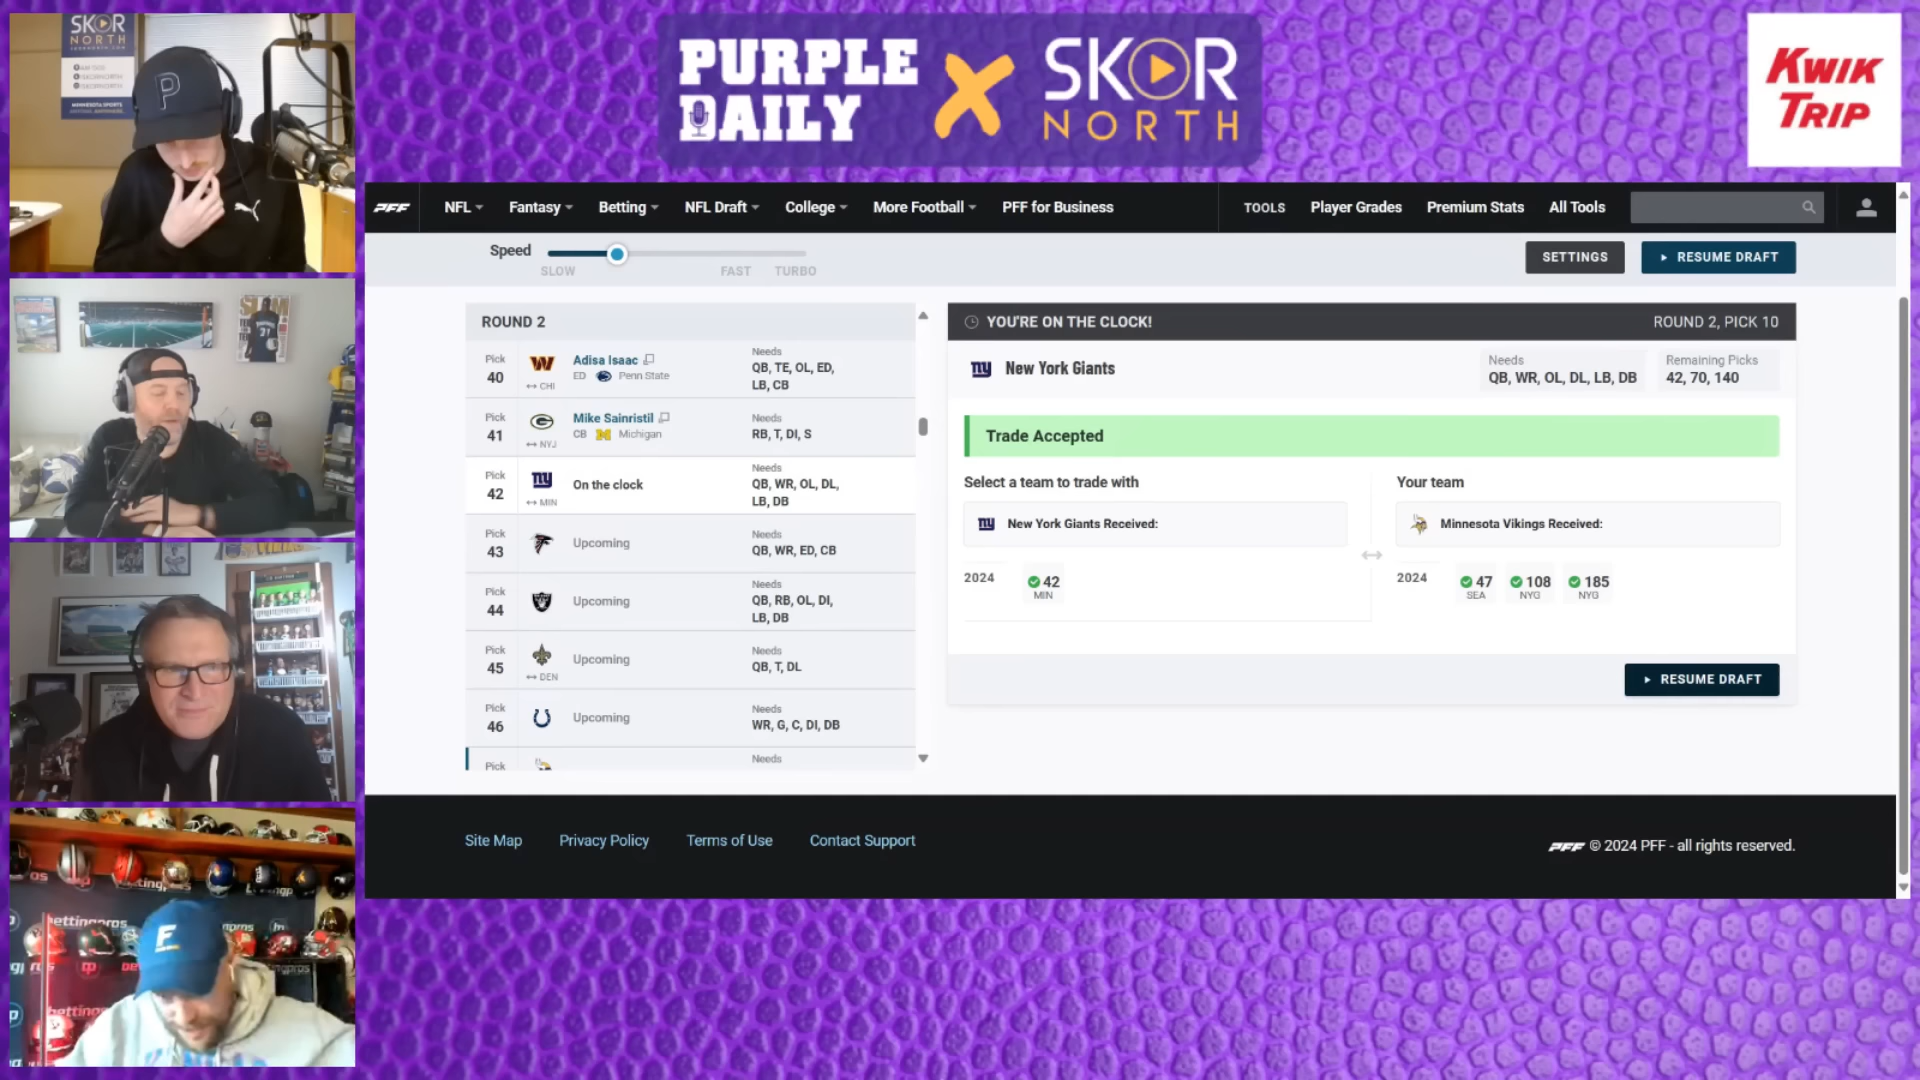 SKOR
NORTH
MINNESOTA SPORTS
P
SLAM
31
F
bettingpros
PURPLE
DAILY
X
SKOR
NORTH
KWIK
TRIP
PFF
NFL
Fantasy
Betting
NFL Draft
College
More Football
PFF for Business
TOOLS
Player Grades
Premium Stats
All Tools
Speed
SLOW
FAST
TURBO
SETTINGS
RESUME DRAFT
ROUND 2
Pick
40
CHI
Adisa Isaac
ED Penn State
Needs
QB, TE, OL, ED,
LB, CB
Pick
41
NYJ
Mike Sainristil
CB Michigan
Needs
RB, T, DI, S
Pick
42
MIN
On the clock
Needs
QB, WR, OL, DL,
LB, DB
Pick
43
Upcoming
Needs
QB, WR, ED, CB
Pick
44
Upcoming
Needs
QB, RB, OL, DI,
LB, DB
Pick
45
DEN
Upcoming
Needs
QB, T, DL
Pick
46
Upcoming
Needs
WR, G, C, DI, DB
Pick
Needs
YOU'RE ON THE CLOCK!
ROUND 2, PICK 10
New York Giants
Needs
QB, WR, OL, DL, LB, DB
Remaining Picks
42, 70, 140
Trade Accepted
Select a team to trade with
New York Giants Received:
2024
42
MIN
Your team
Minnesota Vikings Received:
2024
47
SEA
108
NYG
185
NYG
RESUME DRAFT
Site Map
Privacy Policy
Terms of Use
Contact Support
PFF © 2024 PFF - all rights reserved.